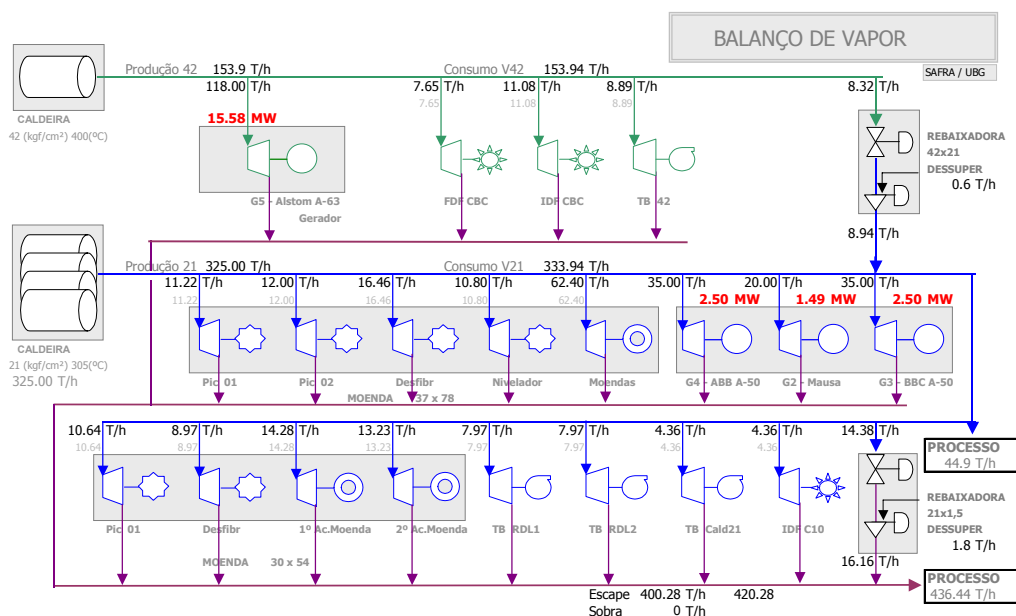 BALANÇO DE VAPOR
SAFRA / UBG
Produção 42 153.9 T/h Consumo V42 153.94 T/h
118.00 T/h 7.65 T/h 11.08 T/h 8.89 T/h 8.32 T/h
7.65 11.08 8.89
CALDEIRA
42 (kgf/cm²) 400(ºC)
15.58 MW
REBAIXADORA
42x21
DESSUPER
0.6 T/h
G5 - Alstom A-63
Gerador
FDF CBC IDF CBC TB 42
8.94 T/h
Produção 21 325.00 T/h Consumo V21 333.94 T/h
11.22 T/h 12.00 T/h 16.46 T/h 10.80 T/h 62.40 T/h 35.00 T/h 20.00 T/h 35.00 T/h
11.22 12.00 16.46 10.80 62.40
2.50 MW 1.49 MW 2.50 MW
CALDEIRA
21 (kgf/cm²) 305(ºC)
325.00 T/h
Pic 01 Pic 02 Desfibr Nivelador Moendas G4 - ABB A-50 G2 - Mausa G3 - BBC A-50
MOENDA 37 x 78
10.64 T/h 8.97 T/h 14.28 T/h 13.23 T/h 7.97 T/h 7.97 T/h 4.36 T/h 4.36 T/h 14.38 T/h
10.64 8.97 14.28 13.23 7.97 7.97 4.36 4.36
PROCESSO
44.9 T/h
REBAIXADORA
21x1,5
DESSUPER
1.8 T/h
Pic 01 Desfibr 1º Ac.Moenda 2º Ac.Moenda TB RDL1 TB RDL2 TB Cald21 IDF C10
MOENDA 30 x 54
16.16 T/h
PROCESSO
436.44 T/h
Escape 400.28 T/h 420.28
Sobra 0 T/h